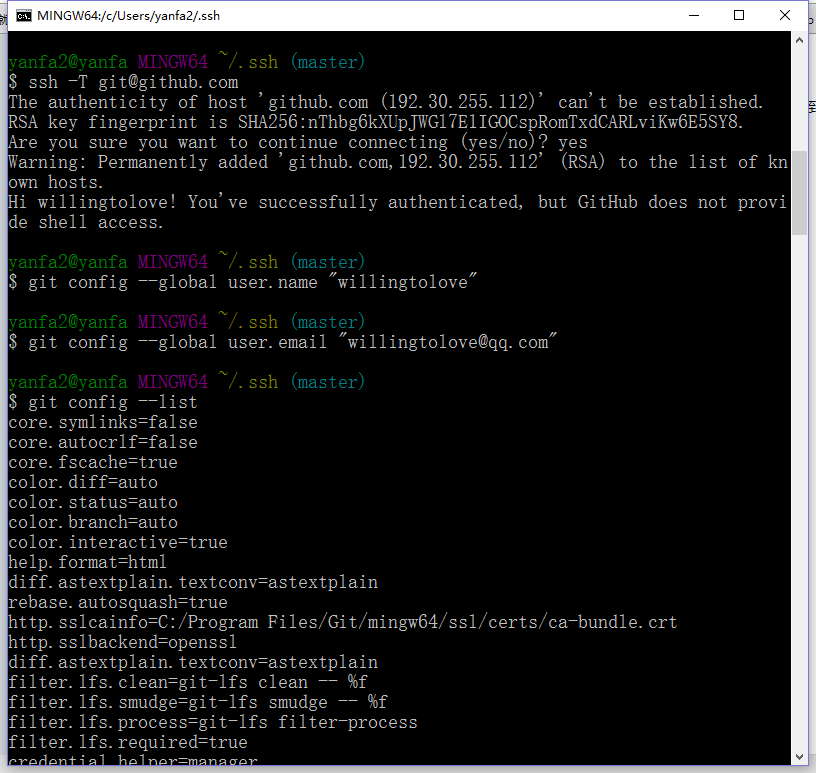 MINGW64:/c/Users/yanfa2/.ssh
yanfa2@yanfa MINGW64 ~/.ssh (master)
$ ssh -T git@github.com
The authenticity of host 'github.com (192.30.255.112)' can't be established.
RSA key fingerprint is SHA256:nThbg6kXUpJWGl7E1IGOCspRomTxdCARLviKw6E5SY8.
Are you sure you want to continue connecting (yes/no)? yes
Warning: Permanently added 'github.com,192.30.255.112' (RSA) to the list of kn
own hosts.
Hi willingtolove! You've successfully authenticated, but GitHub does not provi
de shell access.
yanfa2@yanfa MINGW64 ~/.ssh (master)
$ git config --global user.name "willingtolove"
yanfa2@yanfa MINGW64 ~/.ssh (master)
$ git config --global user.email "willingtolove@qq.com"
yanfa2@yanfa MINGW64 ~/.ssh (master)
$ git config --list
core.symlinks=false
core.autocrlf=false
core.fscache=true
color.diff=auto
color.status=auto
color.branch=auto
color.interactive=true
help.format=html
diff.astextplain.textconv=astextplain
rebase.autosquash=true
http.sslcainfo=C:/Program Files/Git/mingw64/ssl/certs/ca-bundle.crt
http.sslbackend=openssl
diff.astextplain.textconv=astextplain
filter.lfs.clean=git-lfs clean -- %f
filter.lfs.smudge=git-lfs smudge -- %f
filter.lfs.process=git-lfs filter-process
filter.lfs.required=true
credential.helper=manager